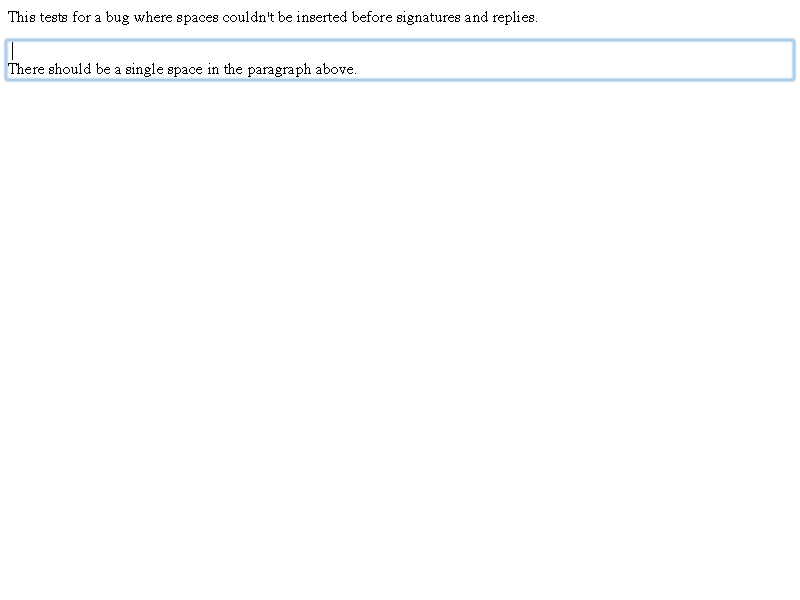 This tests for a bug where spaces couldn't be inserted before signatures and replies.
There should be a single space in the paragraph above.